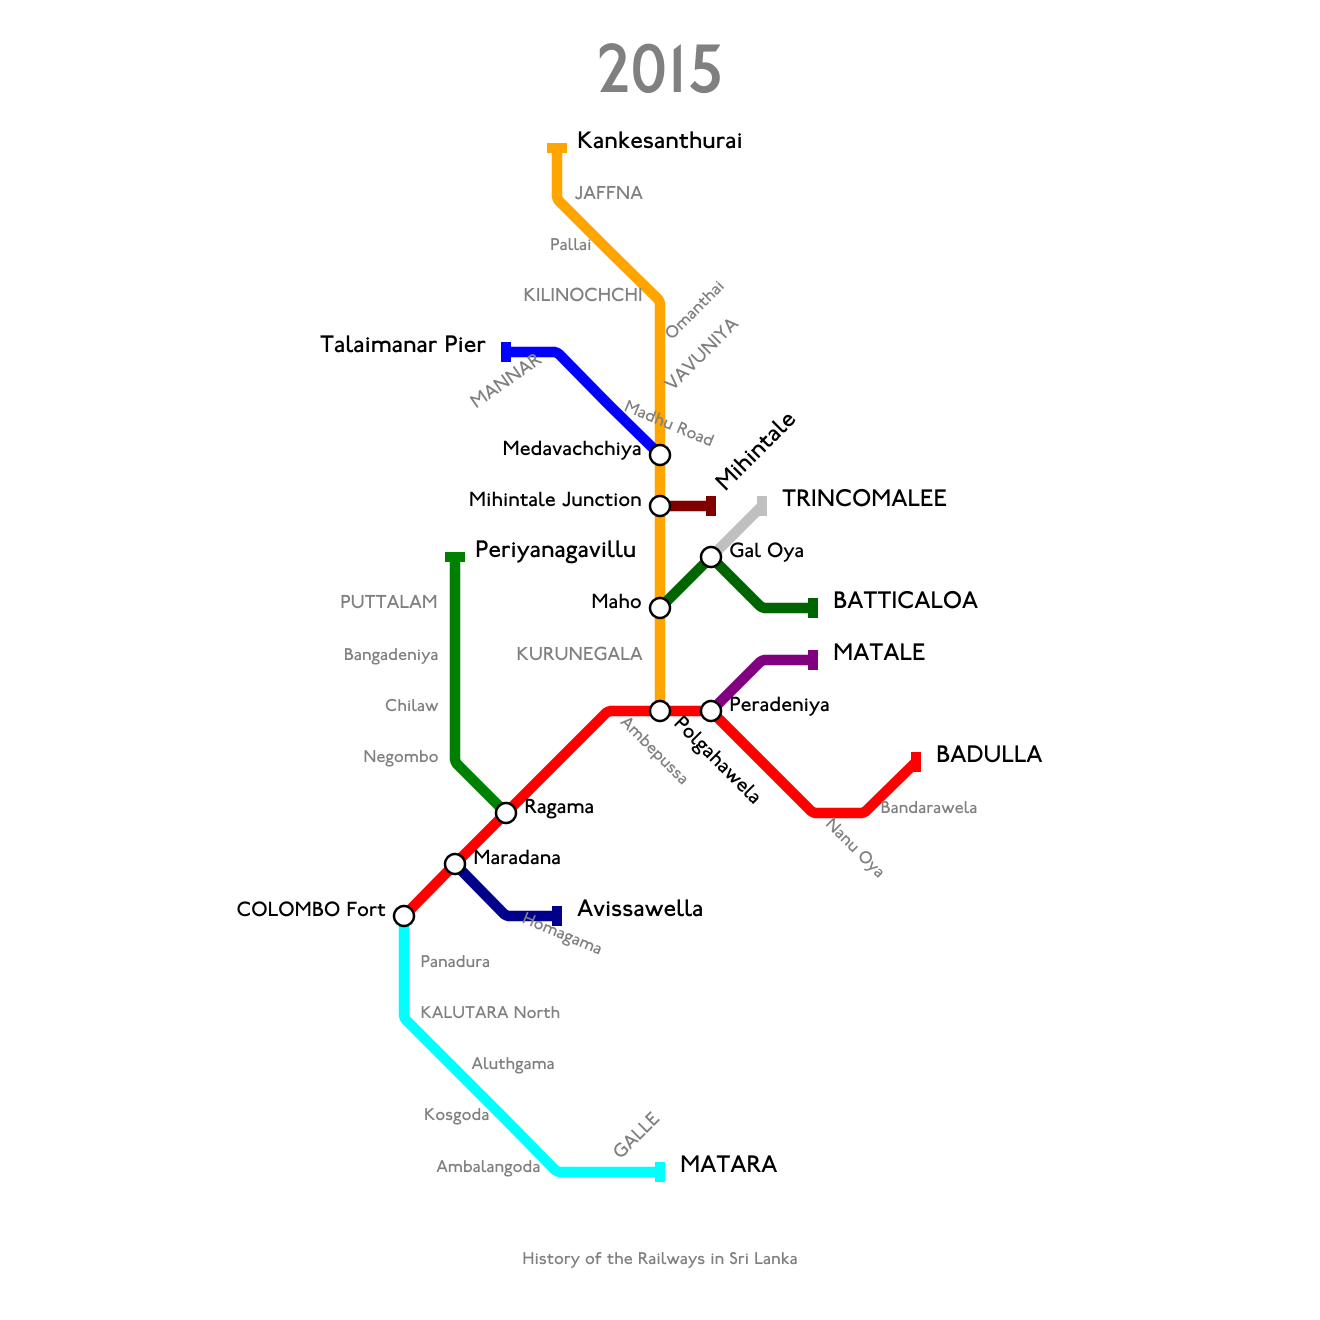 2015
Kankesanthurai
JAFFNA
Pallai
KILINOCHCHI
Omanthai
VAVUNIYA
Talaimanar Pier
MANNAR
Madhu Road
Medavachchiya
Mihintale
Mihintale Junction
TRINCOMALEE
Periyanagavillu
Gal Oya
PUTTALAM
Maho
BATTICALOA
Bangadeniya
KURUNEGALA
MATALE
Chilaw
Peradeniya
Ambepussa
Polgahawela
Negombo
BADULLA
Ragama
Bandarawela
Nanu Oya
Maradana
COLOMBO Fort
Avissawella
Homagama
Panadura
KALUTARA North
Aluthgama
Kosgoda
GALLE
Ambalangoda
MATARA
History of the Railways in Sri Lanka